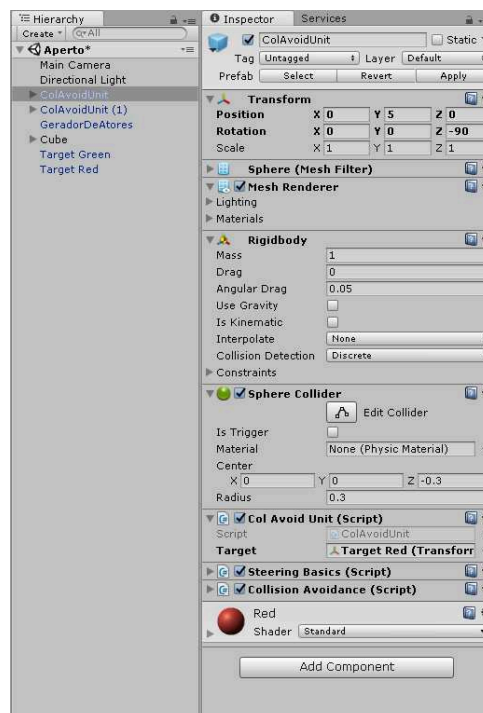 Hierarchy
Create
All
Aperto*
Main Camera
Directional Light
ColAvoidUnit
ColAvoidUnit (1)
GeradorDeAtores
Cube
Target Green
Target Red
Inspector Services
ColAvoidUnit Static
Tag Untagged Layer Default
Prefab Select Revert Apply
Transform
Position X 0 Y 5 Z 0
Rotation X 0 Y 0 Z -90
Scale X 1 Y 1 Z 1
Sphere (Mesh Filter)
Mesh Renderer
Lighting
Materials
Rigidbody
Mass 1
Drag 0
Angular Drag 0.05
Use Gravity
Is Kinematic
Interpolate None
Collision Detection Discrete
Constraints
Sphere Collider
Edit Collider
Is Trigger
Material None (Physic Material)
Center
X 0 Y 0 Z -0.3
Radius 0.3
Col Avoid Unit (Script)
Script ColAvoidUnit
Target Target Red (Transforr
Steering Basics (Script)
Collision Avoidance (Script)
Red
Shader Standard
Add Component